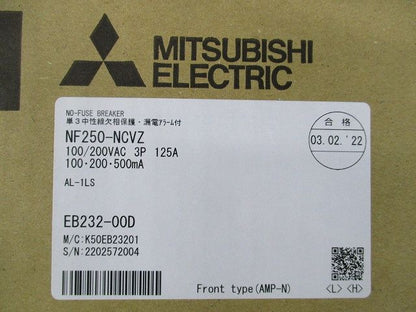 MITSUBISHI
ELECTRIC
NO-FUSE BREAKER
単3中性線欠相保護・漏電アラーム付
NF250-NCVZ
100/200VAC 3P 125A
100・200・500mA
AL-1LS
合格
03.02.'22
EB232-00D
M/C:K50EB23201
S/N:2202572004
Front type(AMP-N)
<L> <H>